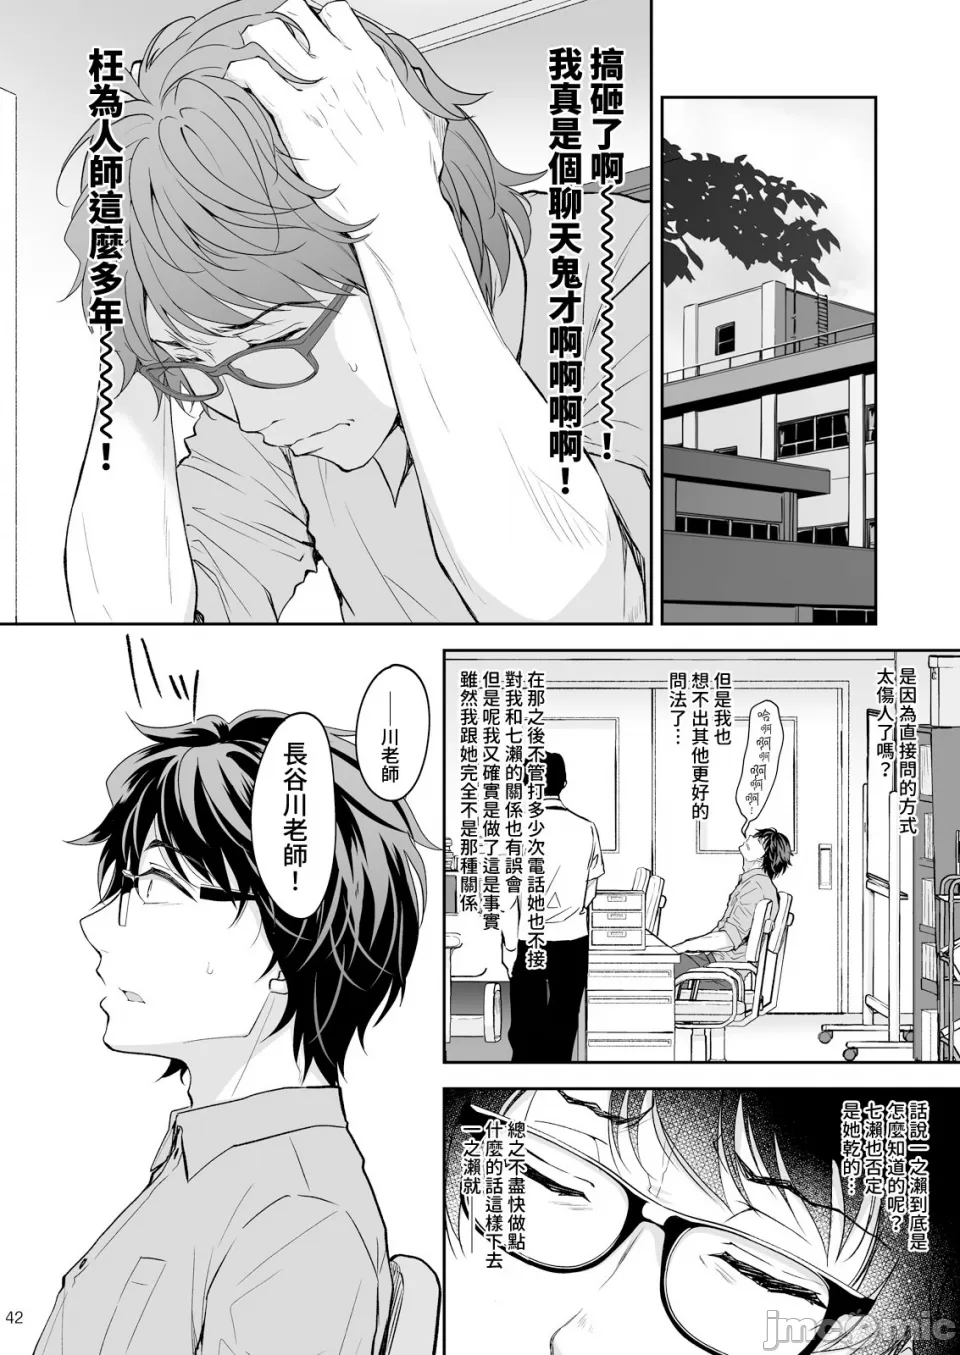 搞砸了啊~~~~~~~~!
我真是個聊天鬼才啊啊啊啊!
枉為人師這麼多年~~~~!
是因為直接問的方式
太傷人了嗎?
哈啊啊啊啊啊啊…
但是我也
想不出其他更好的
問法了…
在那之後不管打多少次電話她也不接
對我和七瀨的關係也有誤會
但是呢我又確實是做了這是事實
雖然我跟她完全不是那種關係
——川老師
長谷川老師!
話說一之瀨到底是
怎麼知道的呢?
七瀨也否定
是她乾的…
總之不盡快做點
什麼的話這樣下去
一之瀨就——
42
jmcomic